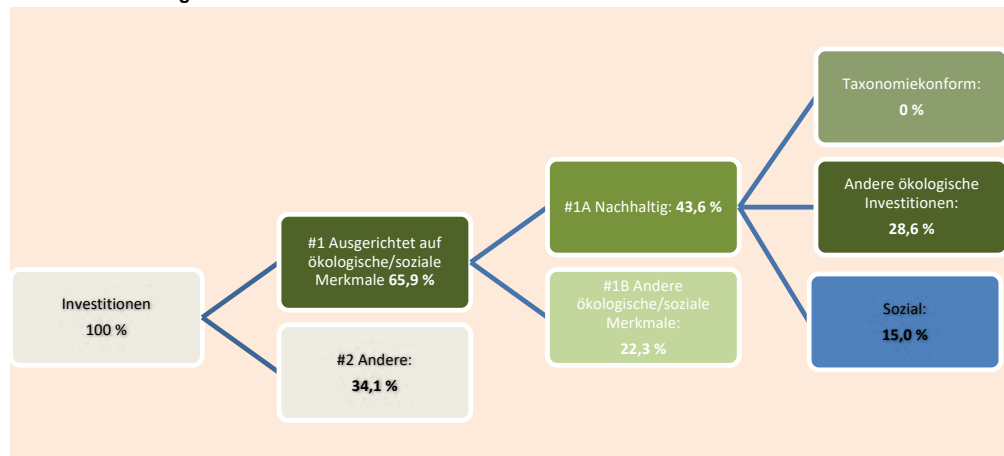 Investitionen
100 %
#1 Ausgerichtet auf
ökologische/soziale
Merkmale 65,9 %
#2 Andere:
34,1 %
#1A Nachhaltig: 43,6 %
#1B Andere
ökologische/soziale
Merkmale:
22,3 %
Taxonomiekonform:
0 %
Andere ökologische
Investitionen:
28,6 %
Sozial:
15,0 %